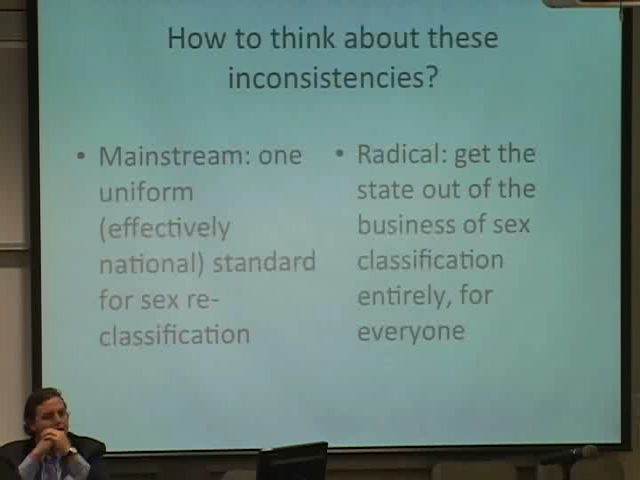 How to think about these
inconsistencies?
• Mainstream: one
uniform
(effectively
national) standard
for sex re-
classification
• Radical: get the
state out of the
business of sex
classification
entirely, for
everyone